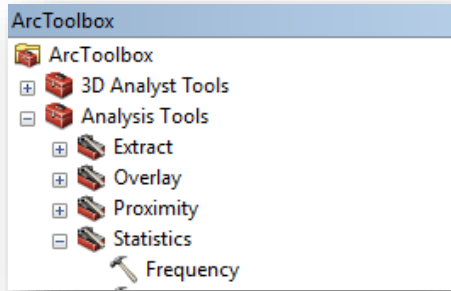 ArcToolbox
ArcToolbox
3D Analyst Tools
Analysis Tools
Extract
Overlay
Proximity
Statistics
Frequency